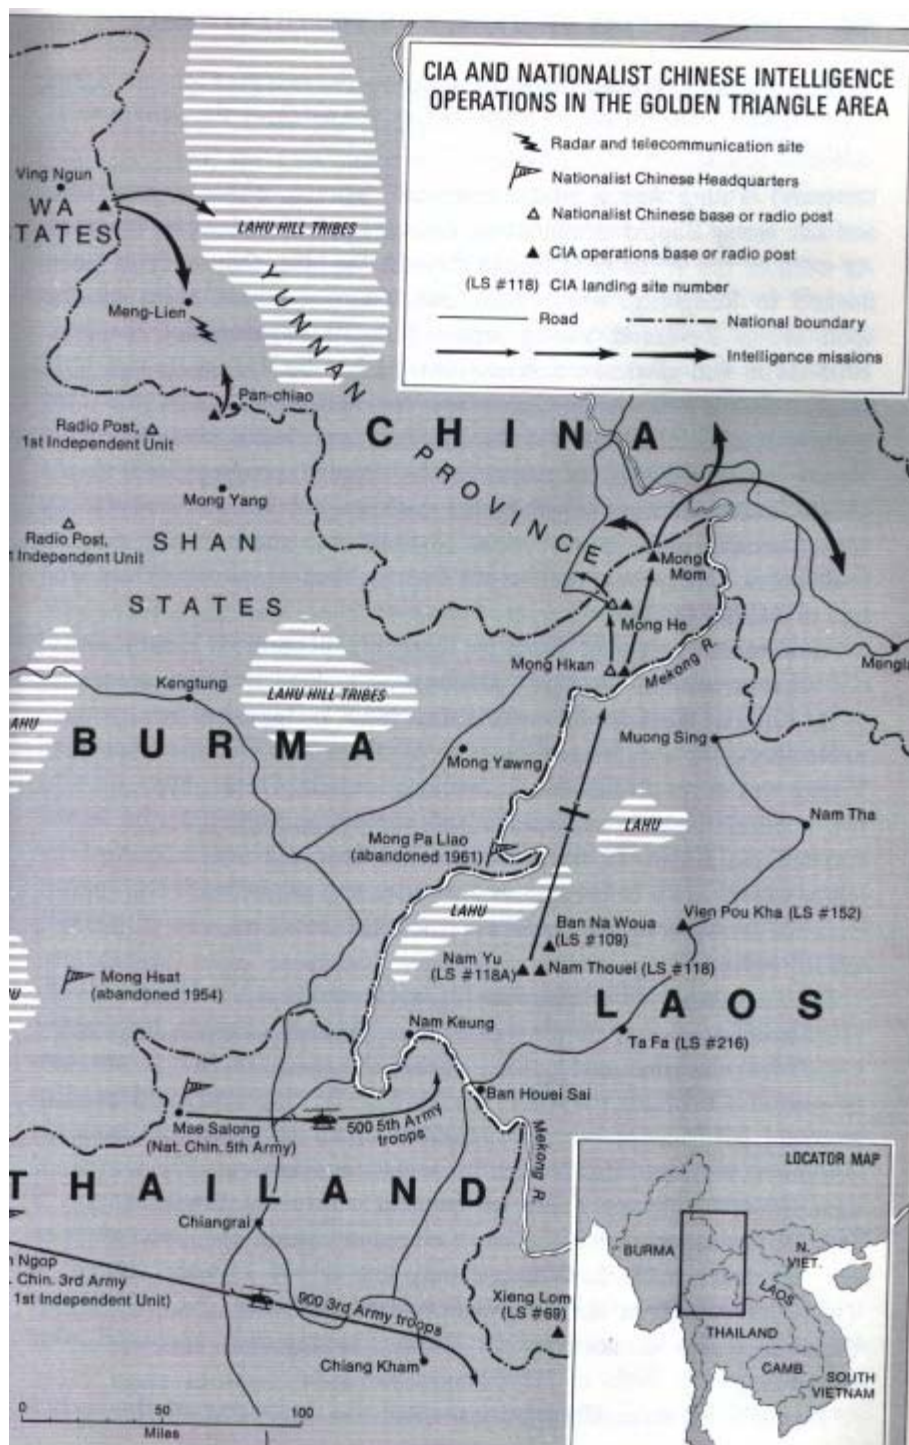 CIA AND NATIONALIST CHINESE INTELLIGENCE
OPERATIONS IN THE GOLDEN TRIANGLE AREA
Radar and telecommunication site
Nationalist Chinese Headquarters
Nationalist Chinese base or radio post
CIA operations base or radio post
(LS #118) CIA landing site number
Road
National boundary
Intelligence missions
Ving Ngun
WA
TATES
LAHU HILL TRIBES
YUNNAN
Meng-Lien
Pan-chiao
Radio Post,
1st Independent Unit
CHINA
PROVINCE
Mong Yang
Radio Post,
t Independent Unit
SHAN
STATES
Mong
Mom
Mong He
Mong Hkan
Mekong R.
Mengla
Kengtung
LAHU HILL TRIBES
AHU
BURMA
Muong Sing
Mong Yawng
Nam Tha
LAHU
Mong Pa Liao
(abandoned 1961)
LAHU
Vien Pou Kha (LS #152)
Ban Na Woua
(LS #109)
Nam Yu
(LS #118A)
Nam Thouei (LS #118)
Mong Hsat
(abandoned 1954)
U
LAOS
Nam Keung
Ta Fa (LS #216)
Ban Houei Sai
Mae Salong
(Nat. Chin. 5th Army)
500 5th Army
troops
Mekong R.
THAILAND
Chiangrai
n Ngop
. Chin. 3rd Army
1st Independent Unit)
900 3rd Army troops
Xieng Lom
(LS #69)
Chiang Kham
0 50 100
Miles
LOCATOR MAP
BURMA
N.
VIET.
LAOS
THAILAND
CAMB.
SOUTH
VIETNAM